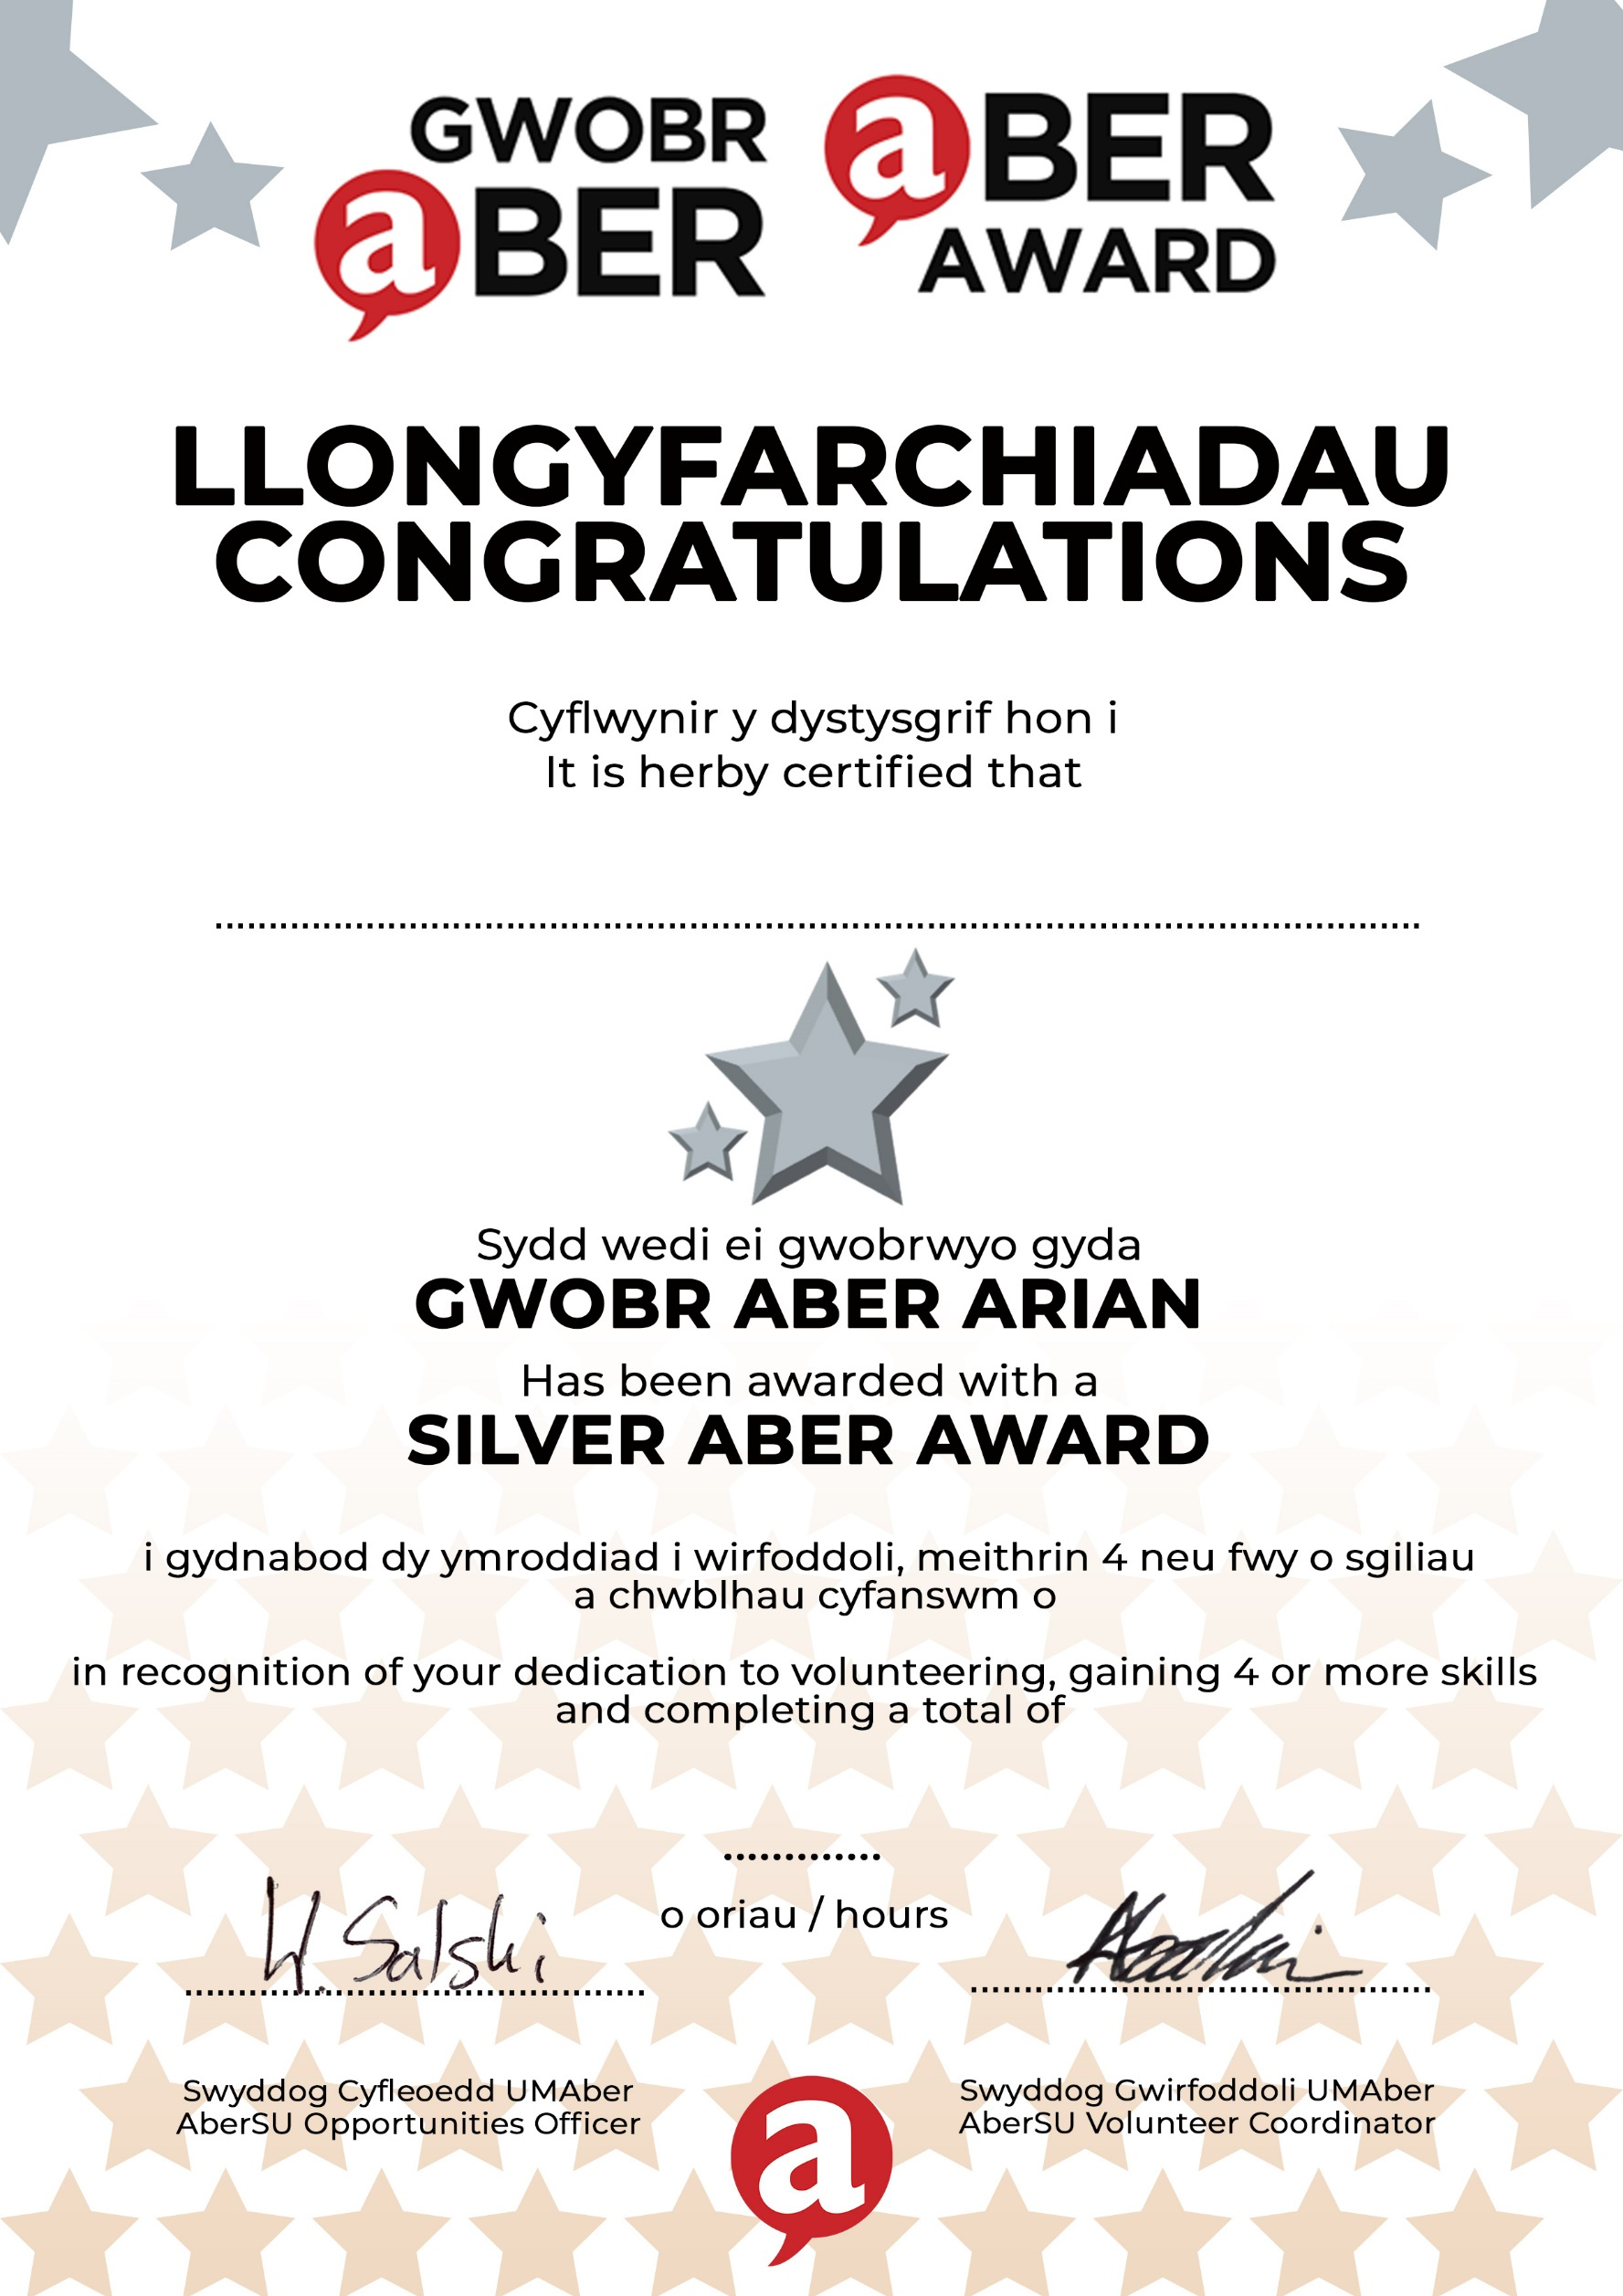 GWOBR
aBER
aBER
AWARD
LLONGYFARCHIADAU
CONGRATULATIONS
Cyflwynir y dystysgrif hon i
It is herby certified that
Sydd wedi ei gwobrwyo gyda
GWOBR ABER ARIAN
Has been awarded with a
SILVER ABER AWARD
i gydnabod dy ymroddiad i wirfoddoli, meithrin 4 neu fwy o sgiliau
a chwblhau cyfanswm o
in recognition of your dedication to volunteering, gaining 4 or more skills
and completing a total of
o oriau / hours
W. Salski
Swyddog Cyfleoedd UMAber
AberSU Opportunities Officer
Swyddog Gwirfoddoli UMAber
AberSU Volunteer Coordinator
a